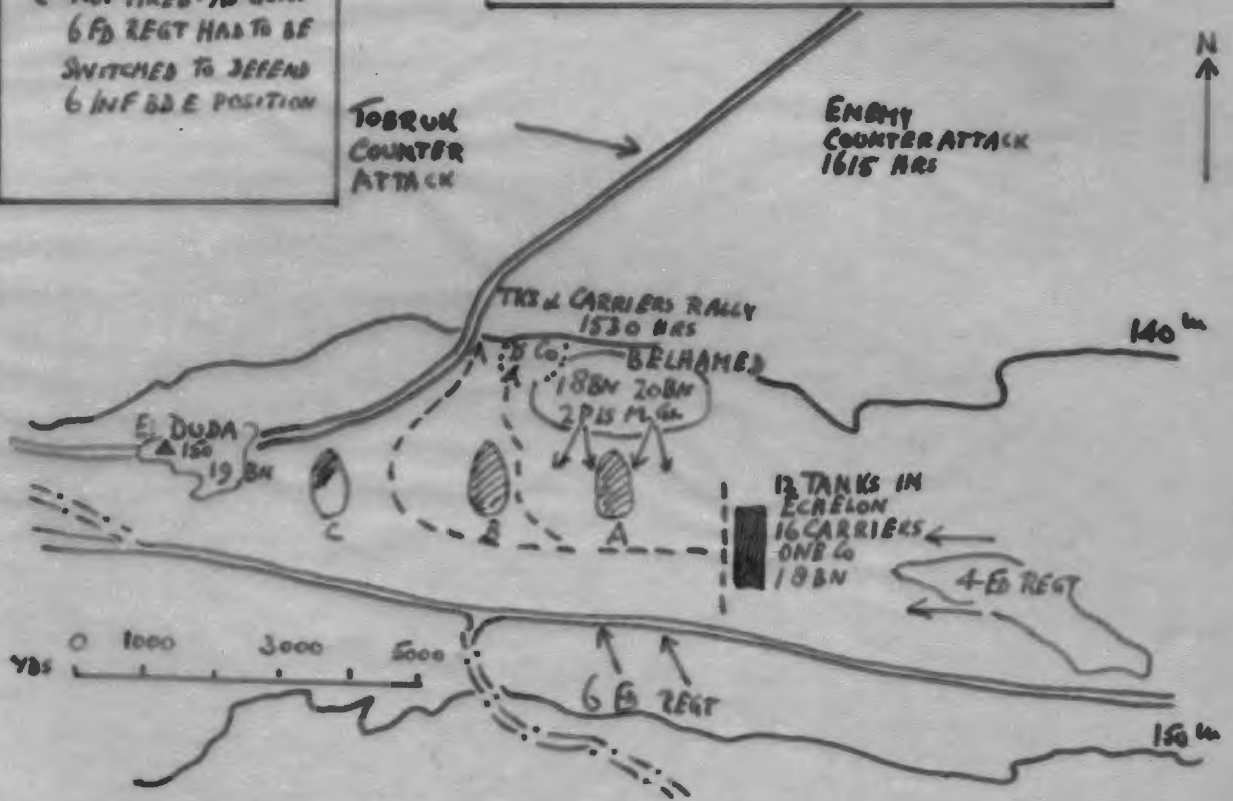 6 FD REGT HAD TO BE
SWITCHED TO DEFEND
6 INF BDE POSITION
N
TOBRUK
COUNTER
ATTACK
ENEMY
COUNTER ATTACK
1615 HRS
TKS & CARRIERS RALLY
1530 HRS
140 m
B Co
BELHAMED
18 BN 20 BN
2 PLS M.G.
EL DUDA
150
19 BN
C
B
A
12 TANKS IN
ECHELON
16 CARRIERS
ONE Co
18 BN
4 FD REGT
0 1000 3000 5000
YDS
6 FD REGT
150 m